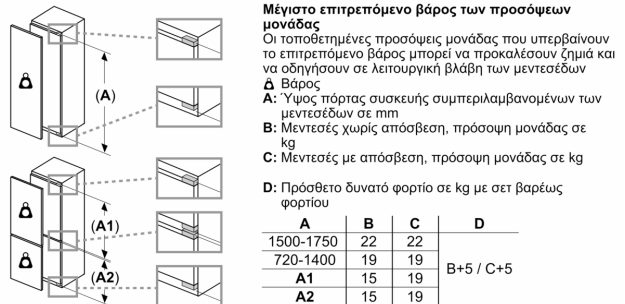 (A)
(A1)
(A2)
Μέγιστο επιτρεπόμενο βάρος των προσόψεων
μονάδας
Οι τοποθετημένες προσόψεις μονάδας που υπερβαίνουν
το επιτρεπόμενο βάρος μπορεί να προκαλέσουν ζημιά και
να οδηγήσουν σε λειτουργική βλάβη των μεντεσέδων
Βάρος
A: Ύψος πόρτας συσκευής συμπεριλαμβανομένων των
μεντεσέδων σε mm
B: Μεντεσές χωρίς απόσβεση, πρόσοψη μονάδας σε
kg
C: Μεντεσές με απόσβεση, πρόσοψη μονάδας σε kg
D: Πρόσθετο δυνατό φορτίο σε kg με σετ βαρέως
φορτίου
A B C D
1500-1750 22 22
720-1400 19 19
B+5 / C+5
A1 15 19
A2 15 19